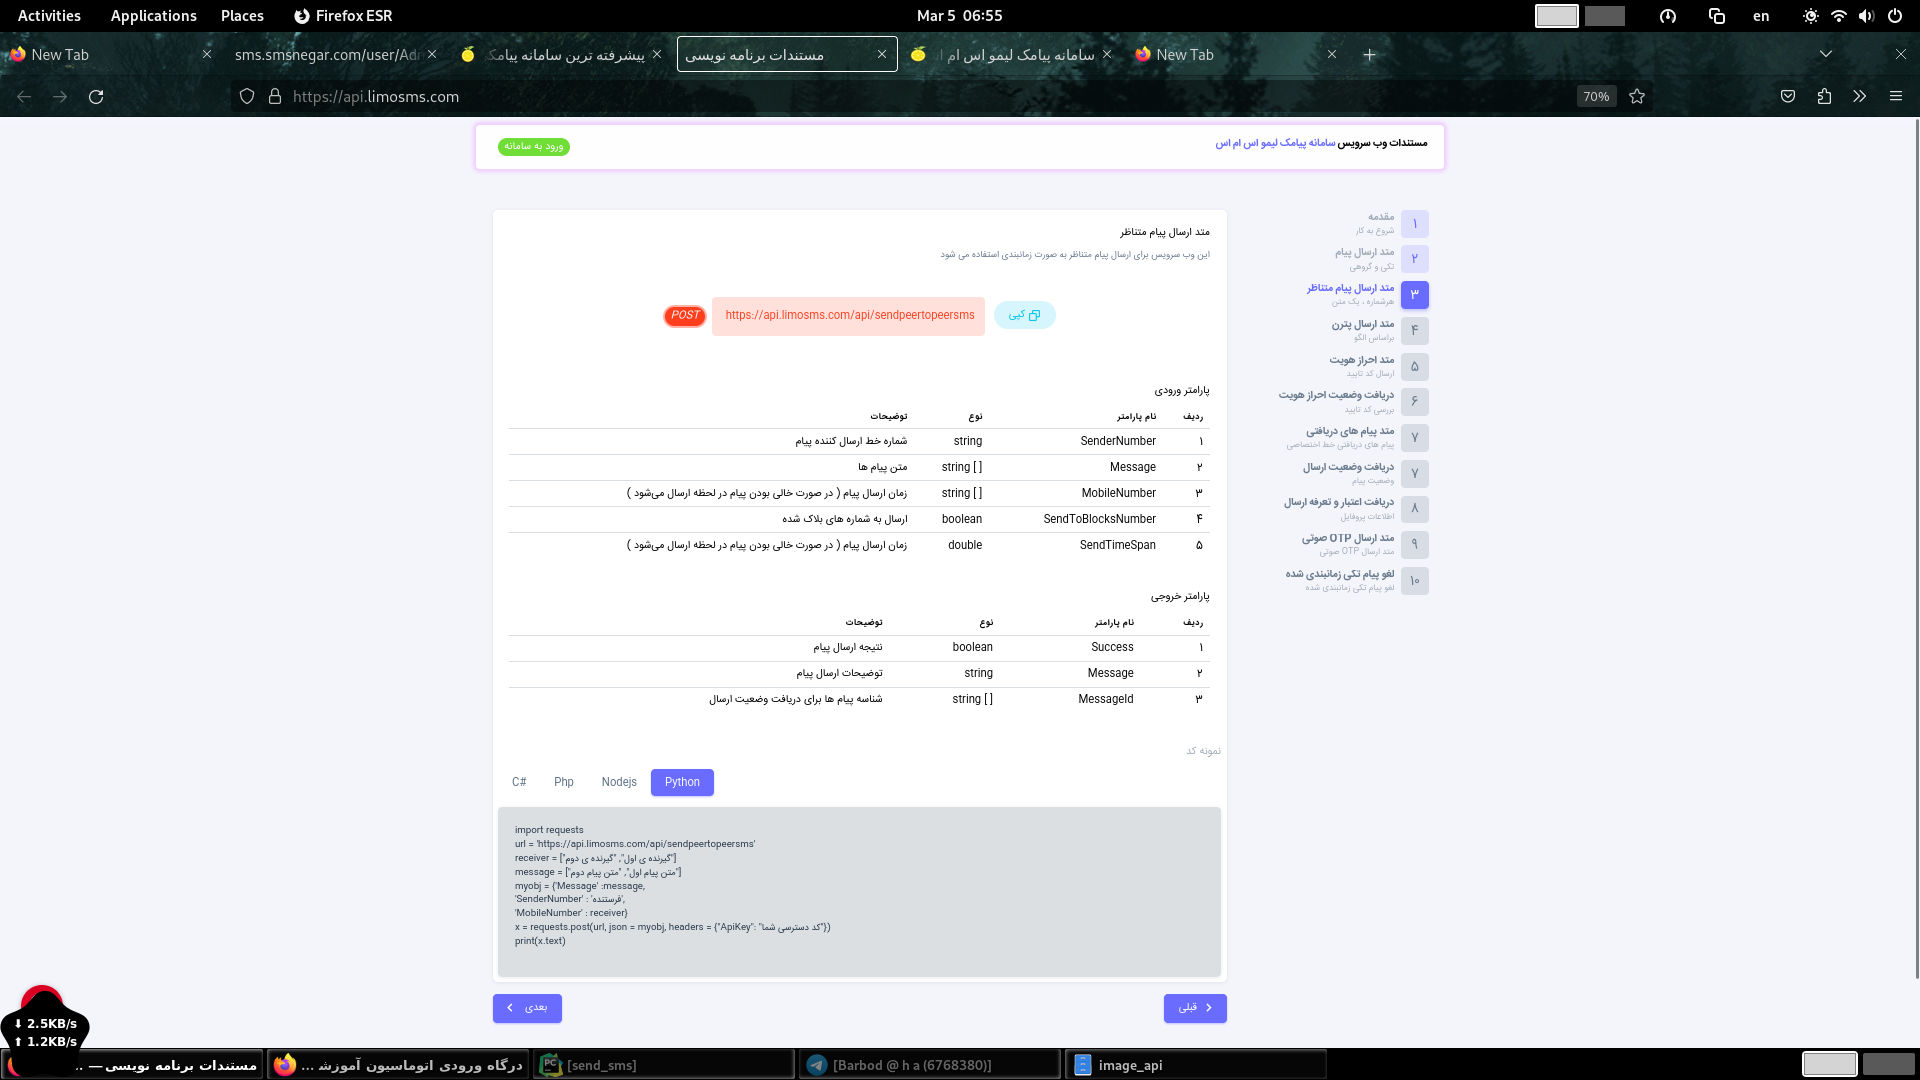 Activities Applications Places Firefox ESR Mar 5 06:55 en
New Tab sms.smsnegar.com/user/Ad پیشرفته ترین سامانه پیامک مستندات برنامه نویسی سامانه پیامک لیمو اس ام ا New Tab
https://api.limosms.com 70%
مستندات وب سرویس سامانه پیامک لیمو اس ام اس
ورود به سامانه
۱ مقدمه
شروع به کار
۲ متد ارسال پیام
تکی و گروهی
۳ متد ارسال پیام متناظر
هرشماره ، یک متن
۴ متد ارسال پترن
براساس الگو
۵ متد احراز هویت
ارسال کد تایید
۶ دریافت وضعیت احراز هویت
بررسی کد تایید
۷ متد پیام های دریافتی
پیام های دریافتی خط اختصاصی
۷ دریافت وضعیت ارسال
وضعیت پیام
۸ دریافت اعتبار و تعرفه ارسال
اطلاعات پروفایل
۹ متد ارسال OTP صوتی
متد ارسال OTP صوتی
۱۰ لغو پیام تکی زمانبندی شده
لغو پیام تکی زمانبندی شده
متد ارسال پیام متناظر
این وب سرویس برای ارسال پیام متناظر به صورت زمانبندی استفاده می شود
POST https://api.limosms.com/api/sendpeertopeersms کپی
پارامتر ورودی
ردیف نام پارامتر نوع توضیحات
۱ SenderNumber string شماره خط ارسال کننده پیام
۲ Message string [ ] متن پیام ها
۳ MobileNumber string [ ] زمان ارسال پیام ( در صورت خالی بودن پیام در لحظه ارسال می‌شود )
۴ SendToBlocksNumber boolean ارسال به شماره های بلاک شده
۵ SendTimeSpan double زمان ارسال پیام ( در صورت خالی بودن پیام در لحظه ارسال می‌شود )
پارامتر خروجی
ردیف نام پارامتر نوع توضیحات
۱ Success boolean نتیجه ارسال پیام
۲ Message string توضیحات ارسال پیام
۳ MessageId string [ ] شناسه پیام ها برای دریافت وضعیت ارسال
نمونه کد
C# Php Nodejs Python
import requests
url = 'https://api.limosms.com/api/sendpeertopeersms'
receiver = ["گیرنده ی اول", "گیرنده ی دوم"]
message = ["متن پیام اول", "متن پیام دوم"]
myobj = {'Message' :message,
'SenderNumber' : 'فرستنده',
'MobileNumber' : receiver}
x = requests.post(url, json = myobj, headers = {"ApiKey": "کد دسترسی شما"})
print(x.text)
قبلی
بعدی
2.5KB/s
1.2KB/s
مستندات برنامه نویسی — .. درگاه ورودی اتوماسیون آموزش ... [send_sms] [Barbod @ h a (6768380)] image_api